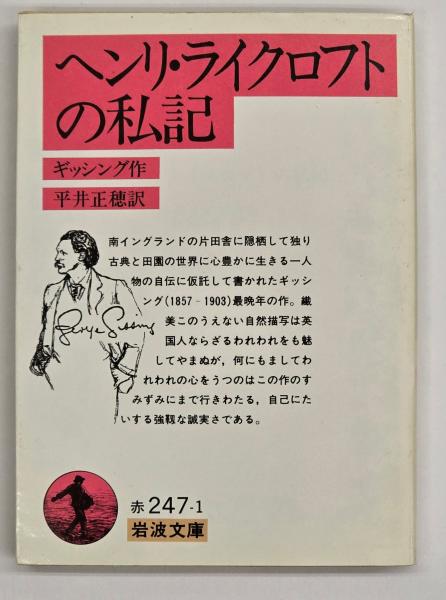 ヘンリ・ライクロフト
の私記
ギッシング作
平井正穂訳
南イングランドの片田舎に隠栖して独り
古典と田園の世界に心豊かに生きる一人
物の自伝に仮託して書かれたギッシ
ング(1857‐1903)最晩年の作。繊
美このうえない自然描写は英
国人ならざるわれわれをも魅
してやまぬが，何にもましてわ
れわれの心をうつのはこの作のす
みずみにまで行きわたる，自己にた
いする強靱な誠実さである。
George Gissing
赤247-1
岩波文庫